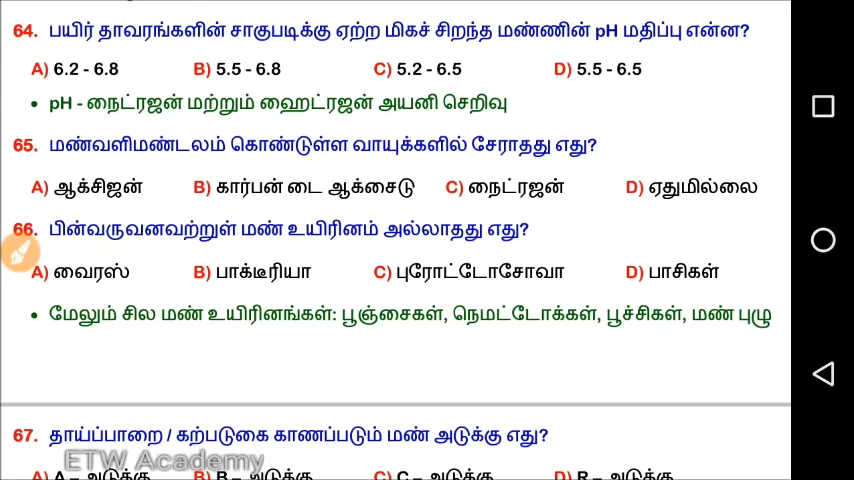 64. பயிர் தாவரங்களின் சாகுபடிக்கு ஏற்ற மிகச் சிறந்த மண்ணின் pH மதிப்பு என்ன?
A) 6.2 - 6.8 B) 5.5 - 6.8 C) 5.2 - 6.5 D) 5.5 - 6.5
• pH - நைட்ரஜன் மற்றும் ஹைட்ரஜன் அயனி செறிவு
65. மண்வளிமண்டலம் கொண்டுள்ள வாயுக்களில் சேராதது எது?
A) ஆக்சிஜன் B) கார்பன் டை ஆக்சைடு C) நைட்ரஜன் D) ஏதுமில்லை
66. பின்வருவனவற்றுள் மண் உயிரினம் அல்லாதது எது?
A) வைரஸ் B) பாக்டீரியா C) புரோட்டோசோவா D) பாசிகள்
• மேலும் சில மண் உயிரினங்கள்: பூஞ்சைகள், நெமட்டோக்கள், பூச்சிகள், மண் புழு
67. தாய்ப்பாறை / கற்படுகை காணப்படும் மண் அடுக்கு எது?
ETW Academy
A) A – அடுக்கு B) B – அடுக்கு C) C – அடுக்கு D) R – அடுக்கு